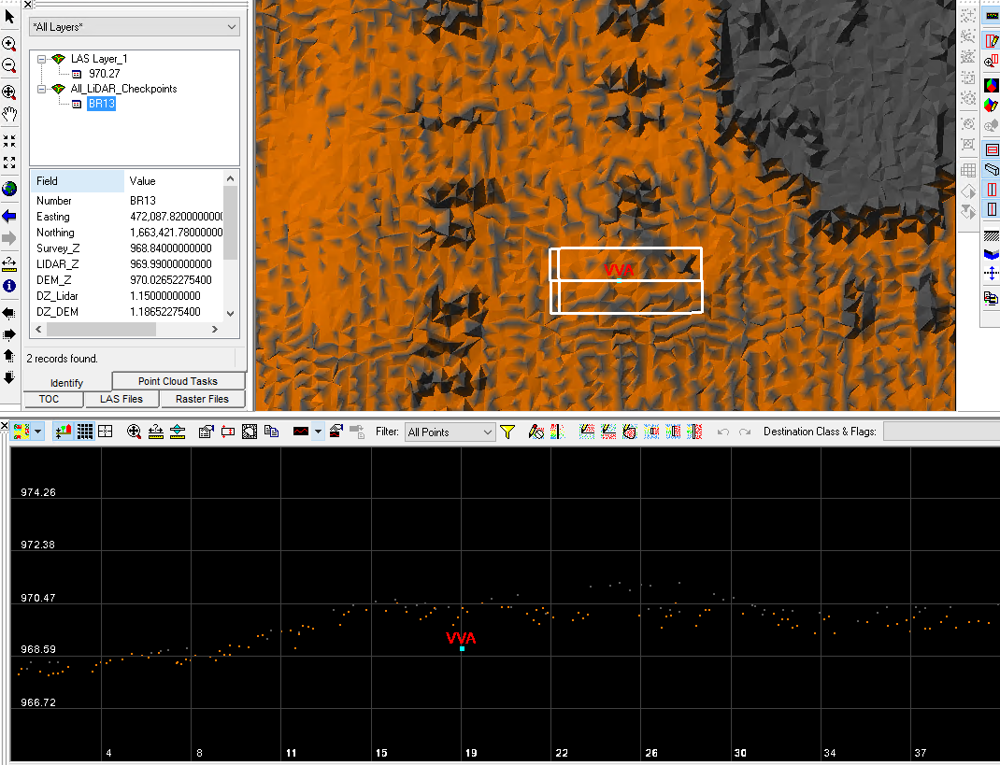 *All Layers*
LAS Layer_1
970.27
All_LiDAR_Checkpoints
BR13
Field Value
Number BR13
Easting 472,087.8200000000
Northing 1,663,421.780000
Survey_Z 968.84000000000
LIDAR_Z 969.99000000000
DEM_Z 970.02652275400
DZ_Lidar 1.15000000000
DZ_DEM 1.18652275400
2 records found.
Identify Point Cloud Tasks
TOC LAS Files Raster Files
VVA
Filter: All Points Destination Class & Flags:
974.26
972.38
970.47
968.59
966.72
VVA
4 8 11 15 19 22 26 30 34 37